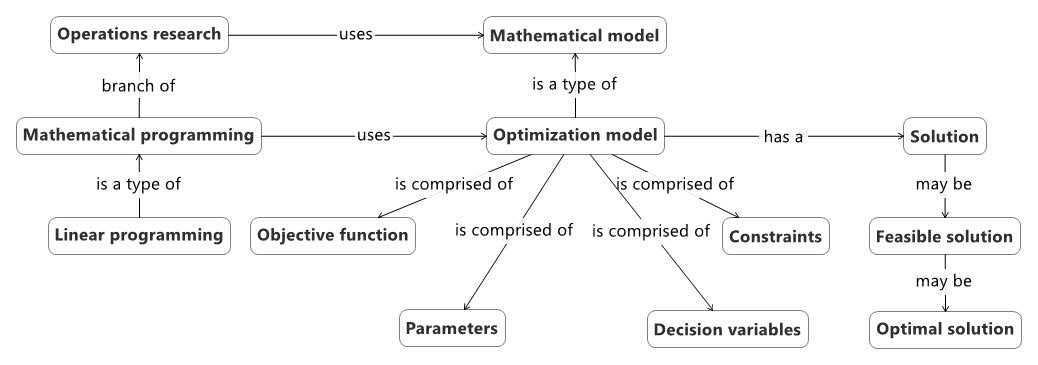 Operations research
uses
Mathematical model
branch of
is a type of
Mathematical programming
uses
Optimization model
has a
Solution
is a type of
is comprised of
is comprised of
may be
Linear programming
Objective function
is comprised of
is comprised of
Constraints
Feasible solution
may be
Parameters
Decision variables
Optimal solution